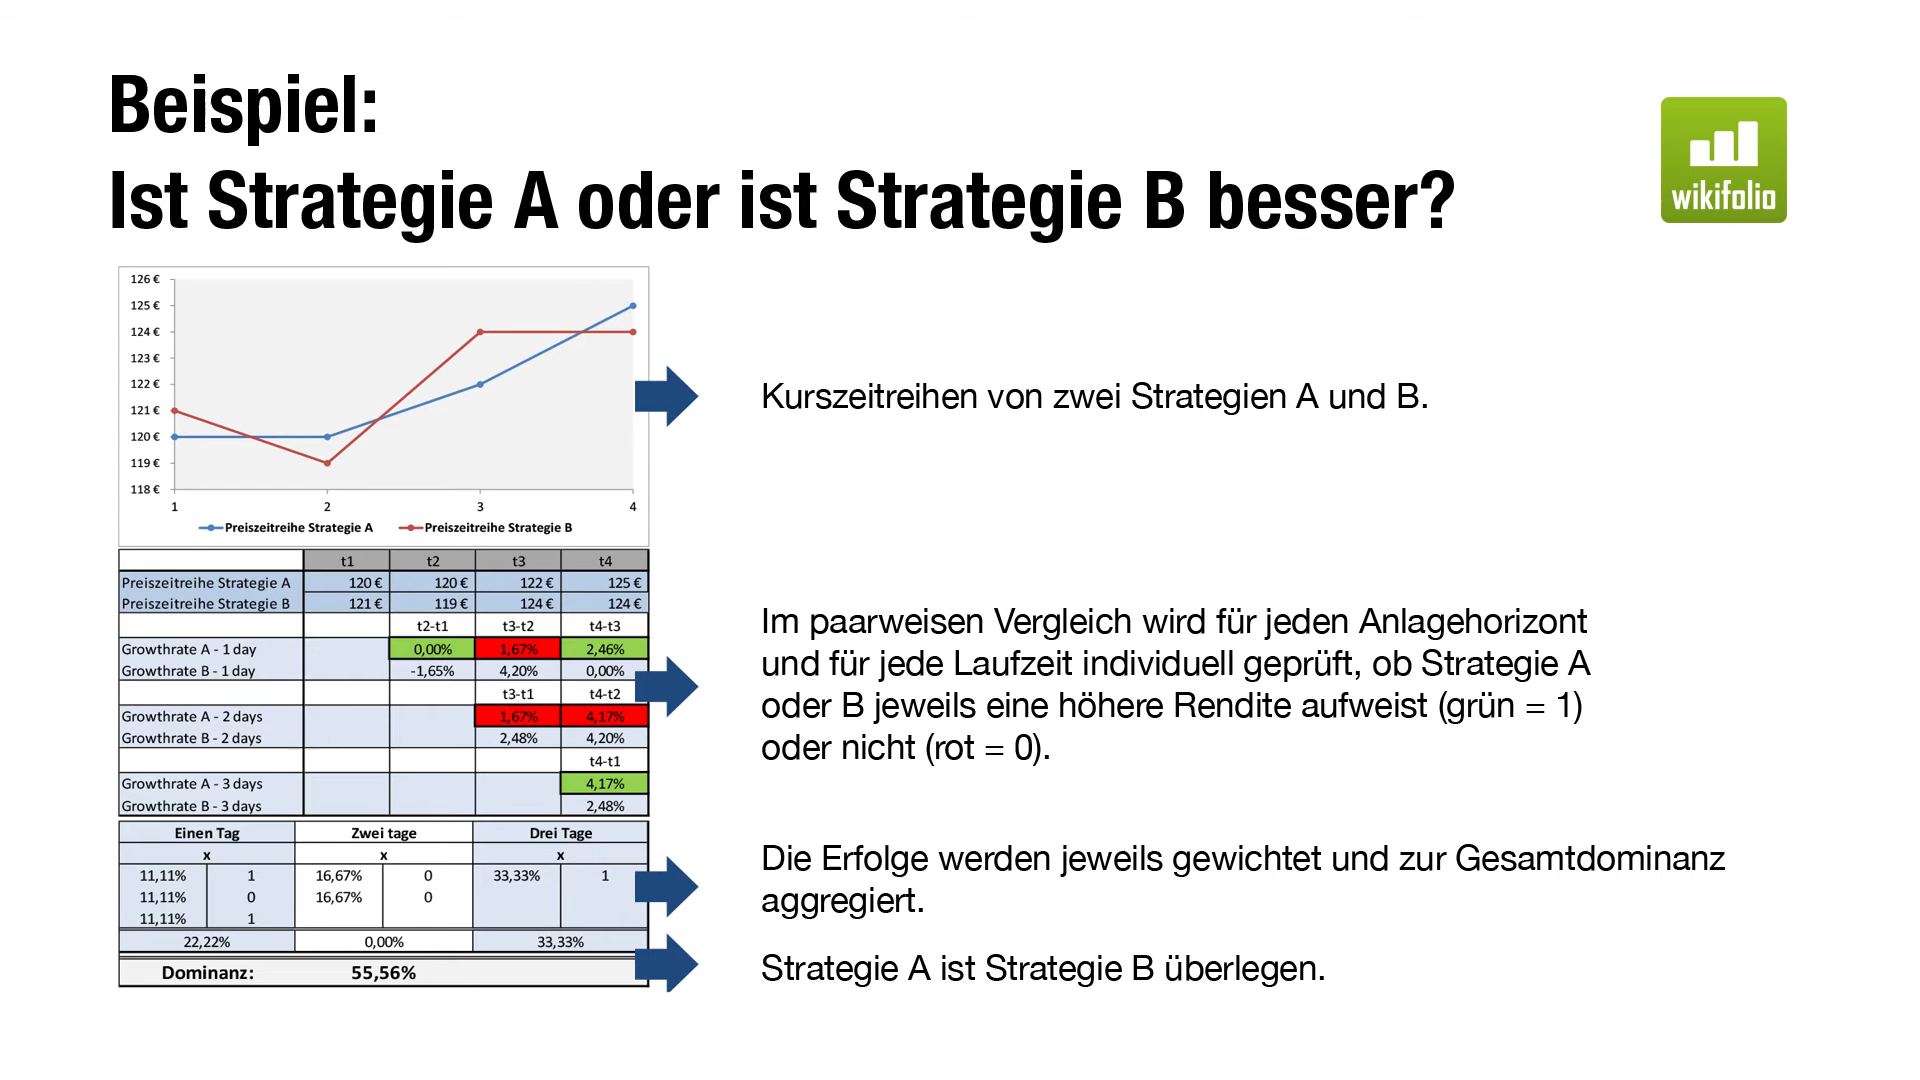 Beispiel:
Ist Strategie A oder ist Strategie B besser?
wikifolio
126 €
125 €
124 €
123 €
122 €
121 €
120 €
119 €
118 €
1 2 3 4
Preiszeitreihe Strategie A Preiszeitreihe Strategie B
Kurszeitreihen von zwei Strategien A und B.
t1 t2 t3 t4
Preiszeitreihe Strategie A 120 € 120 € 122 € 125 €
Preiszeitreihe Strategie B 121 € 119 € 124 € 124 €
t2-t1 t3-t2 t4-t3
Growthrate A - 1 day 0,00% 1,67% 2,46%
Growthrate B - 1 day -1,65% 4,20% 0,00%
t3-t1 t4-t2
Growthrate A - 2 days 1,67% 4,17%
Growthrate B - 2 days 2,48% 4,20%
t4-t1
Growthrate A - 3 days 4,17%
Growthrate B - 3 days 2,48%
Im paarweisen Vergleich wird für jeden Anlagehorizont
und für jede Laufzeit individuell geprüft, ob Strategie A
oder B jeweils eine höhere Rendite aufweist (grün = 1)
oder nicht (rot = 0).
Einen Tag Zwei tage Drei Tage
x x x
11,11% 1 16,67% 0 33,33% 1
11,11% 0 16,67% 0
11,11% 1
22,22% 0,00% 33,33%
Die Erfolge werden jeweils gewichtet und zur Gesamtdominanz
aggregiert.
Dominanz: 55,56%
Strategie A ist Strategie B überlegen.